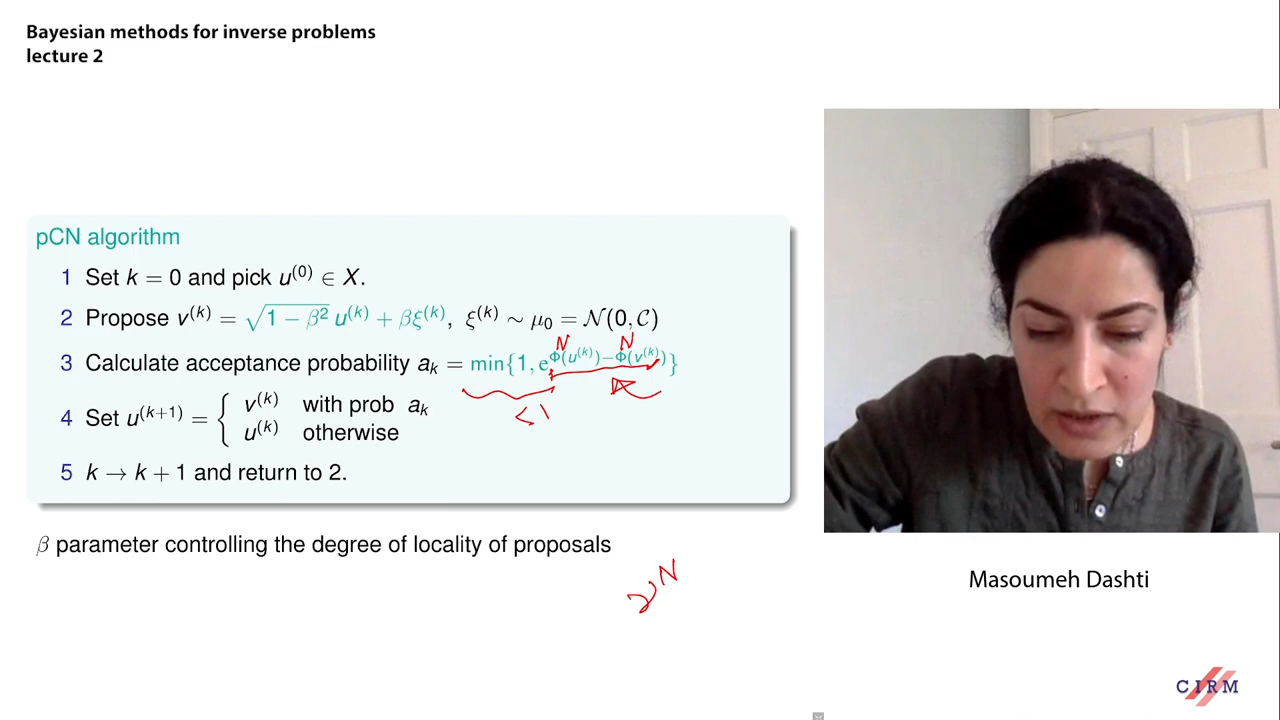 Bayesian methods for inverse problems
lecture 2
pCN algorithm
1 Set k = 0 and pick u^(0) ∈ X.
2 Propose v^(k) = √(1 − β²) u^(k) + βξ^(k), ξ^(k) ∼ μ₀ = N(0, C)
N N
3 Calculate acceptance probability a_k = min{1, e^{Φ(u^(k))−Φ(v^(k))}}
<1
4 Set u^(k+1) = { v^(k) with prob a_k
u^(k) otherwise
5 k → k + 1 and return to 2.
β parameter controlling the degree of locality of proposals
Masoumeh Dashti
CIRM